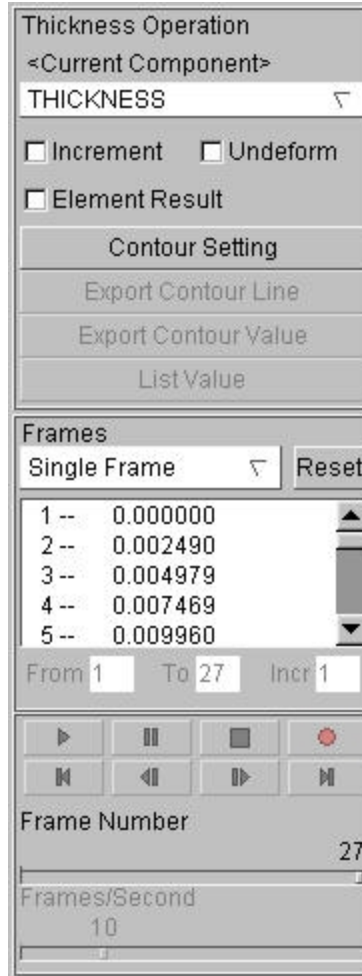 Thickness Operation
<Current Component>
THICKNESS
Increment Undeform
Element Result
Contour Setting
Export Contour Line
Export Contour Value
List Value
Frames
Single Frame Reset
1 -- 0.000000
2 -- 0.002490
3 -- 0.004979
4 -- 0.007469
5 -- 0.009960
From 1 To 27 Incr 1
Frame Number
27
Frames/Second
10